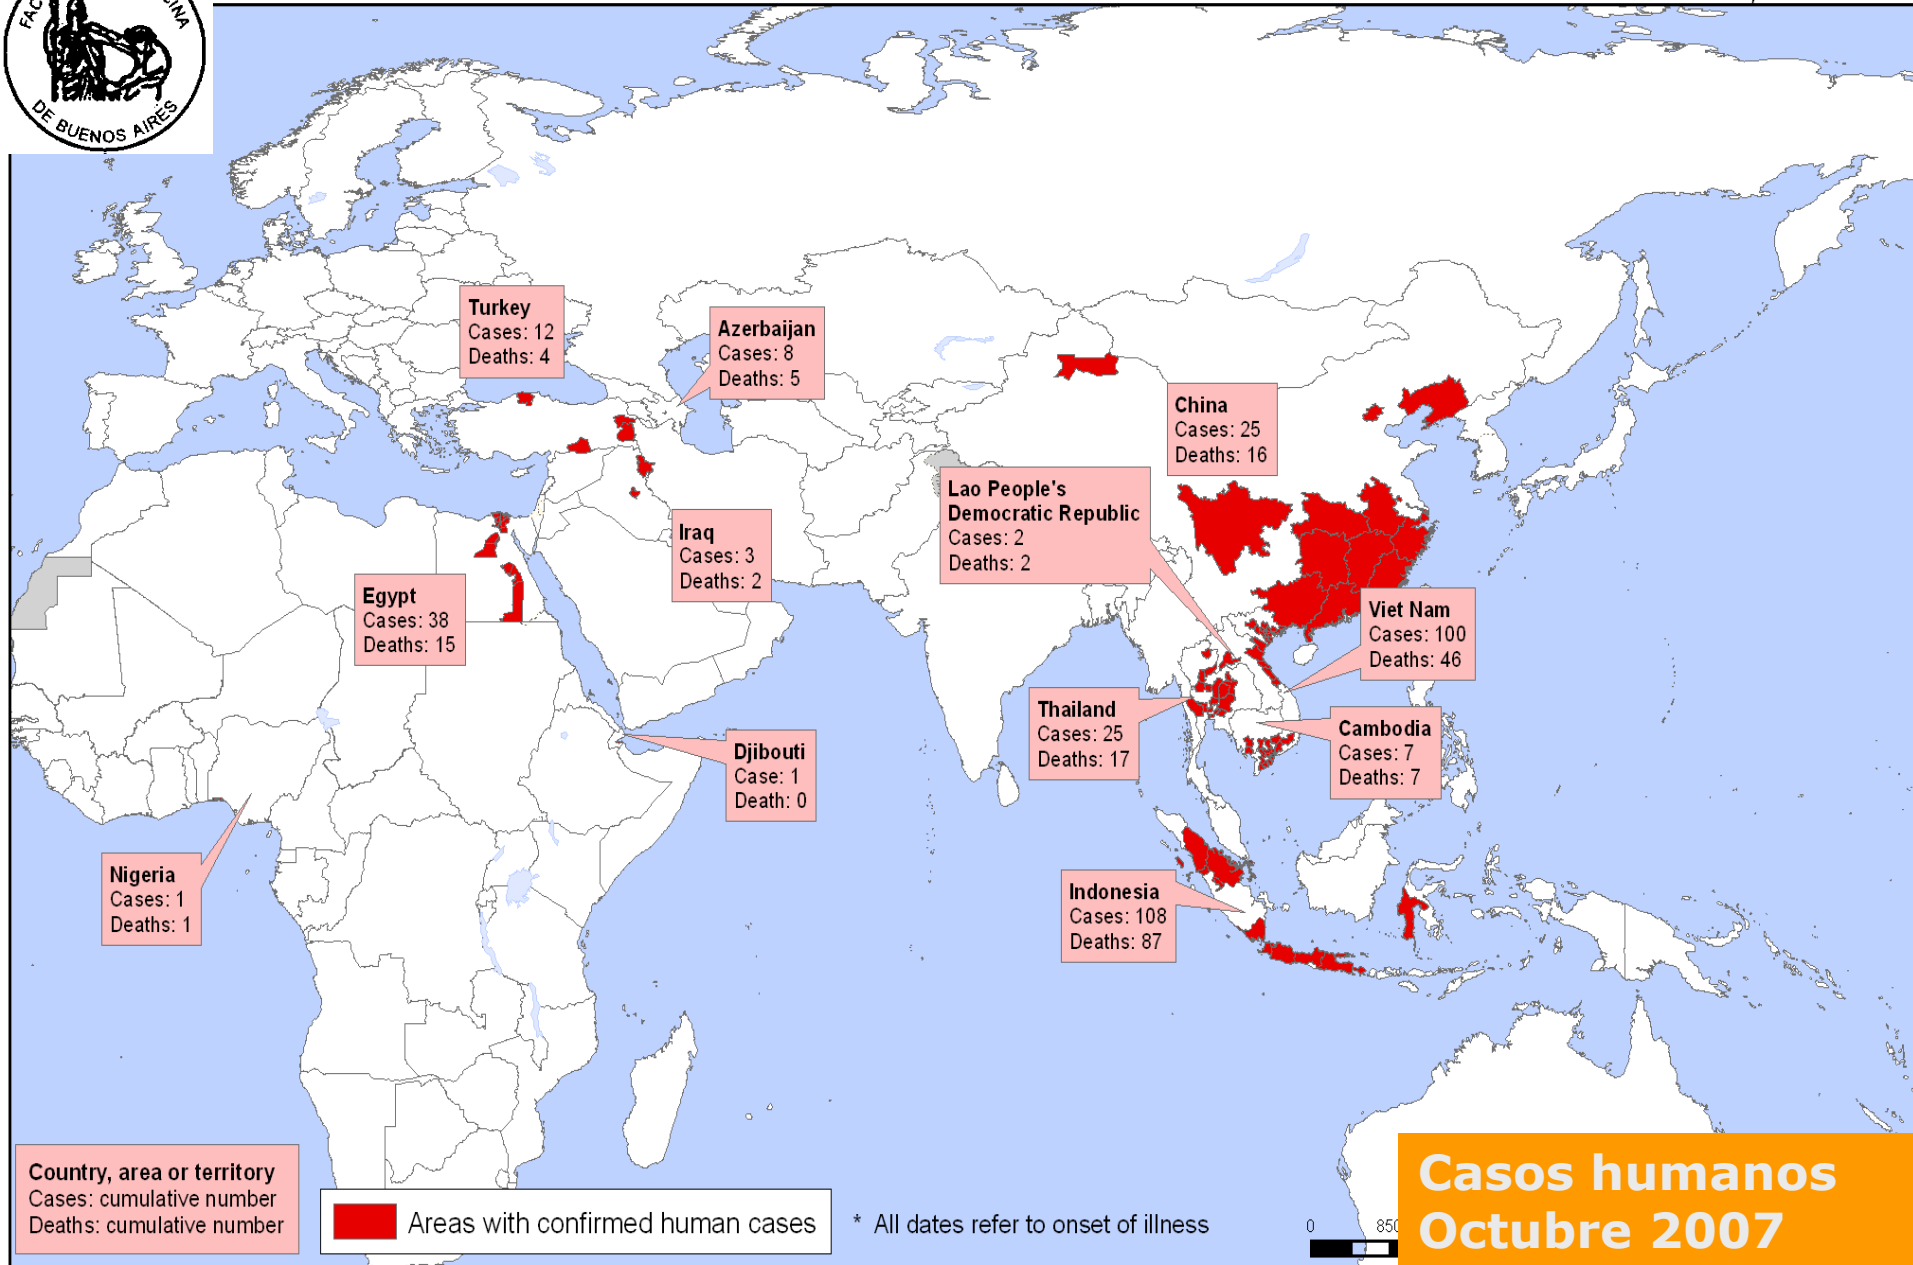 DE BUENOS AIRES
Turkey
Cases: 12
Deaths: 4
Azerbaijan
Cases: 8
Deaths: 5
China
Cases: 25
Deaths: 16
Lao People's
Democratic Republic
Cases: 2
Deaths: 2
Iraq
Cases: 3
Deaths: 2
Egypt
Cases: 38
Deaths: 15
Viet Nam
Cases: 100
Deaths: 46
Thailand
Cases: 25
Deaths: 17
Cambodia
Cases: 7
Deaths: 7
Djibouti
Case: 1
Death: 0
Nigeria
Cases: 1
Deaths: 1
Indonesia
Cases: 108
Deaths: 87
Country, area or territory
Cases: cumulative number
Deaths: cumulative number
Areas with confirmed human cases
* All dates refer to onset of illness
0 850
Casos humanos
Octubre 2007